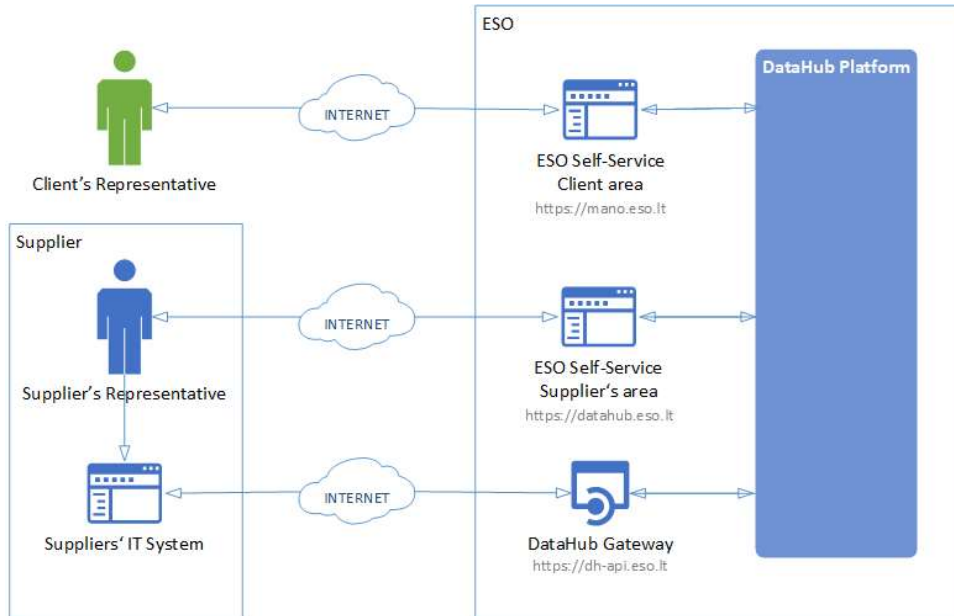 ESO
DataHub Platform
INTERNET
Client's Representative
ESO Self-Service
Client area
https://mano.eso.lt
Supplier
INTERNET
Supplier's Representative
ESO Self-Service
Supplier‘s area
https://datahub.eso.lt
INTERNET
Suppliers‘ IT System
DataHub Gateway
https://dh-api.eso.lt